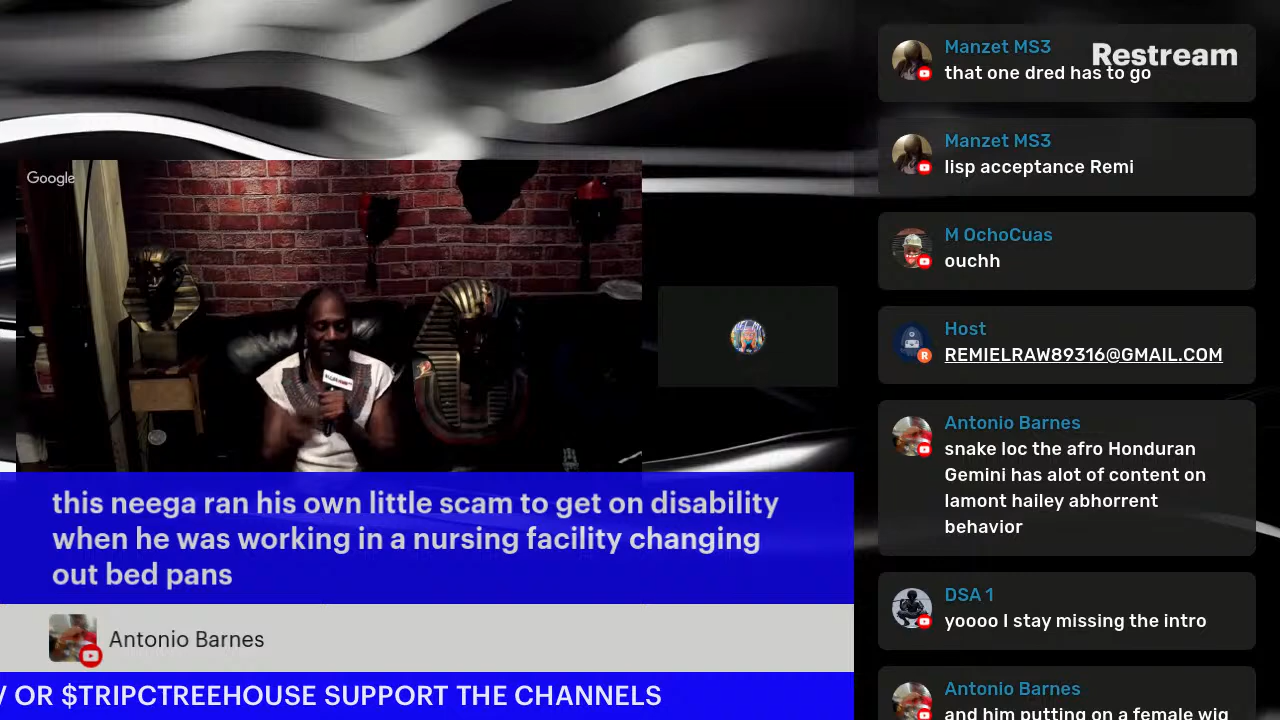 Google
this neega ran his own little scam to get on disability
when he was working in a nursing facility changing
out bed pans
Antonio Barnes
/ OR $TRIPCTREEHOUSE SUPPORT THE CHANNELS
Restream
Manzet MS3
that one dred has to go
Manzet MS3
lisp acceptance Remi
M OchoCuas
ouchh
Host
REMIELRAW89316@GMAIL.COM
Antonio Barnes
snake loc the afro Honduran
Gemini has alot of content on
lamont hailey abhorrent
behavior
DSA 1
yoooo I stay missing the intro
Antonio Barnes
and him putting on a female wig